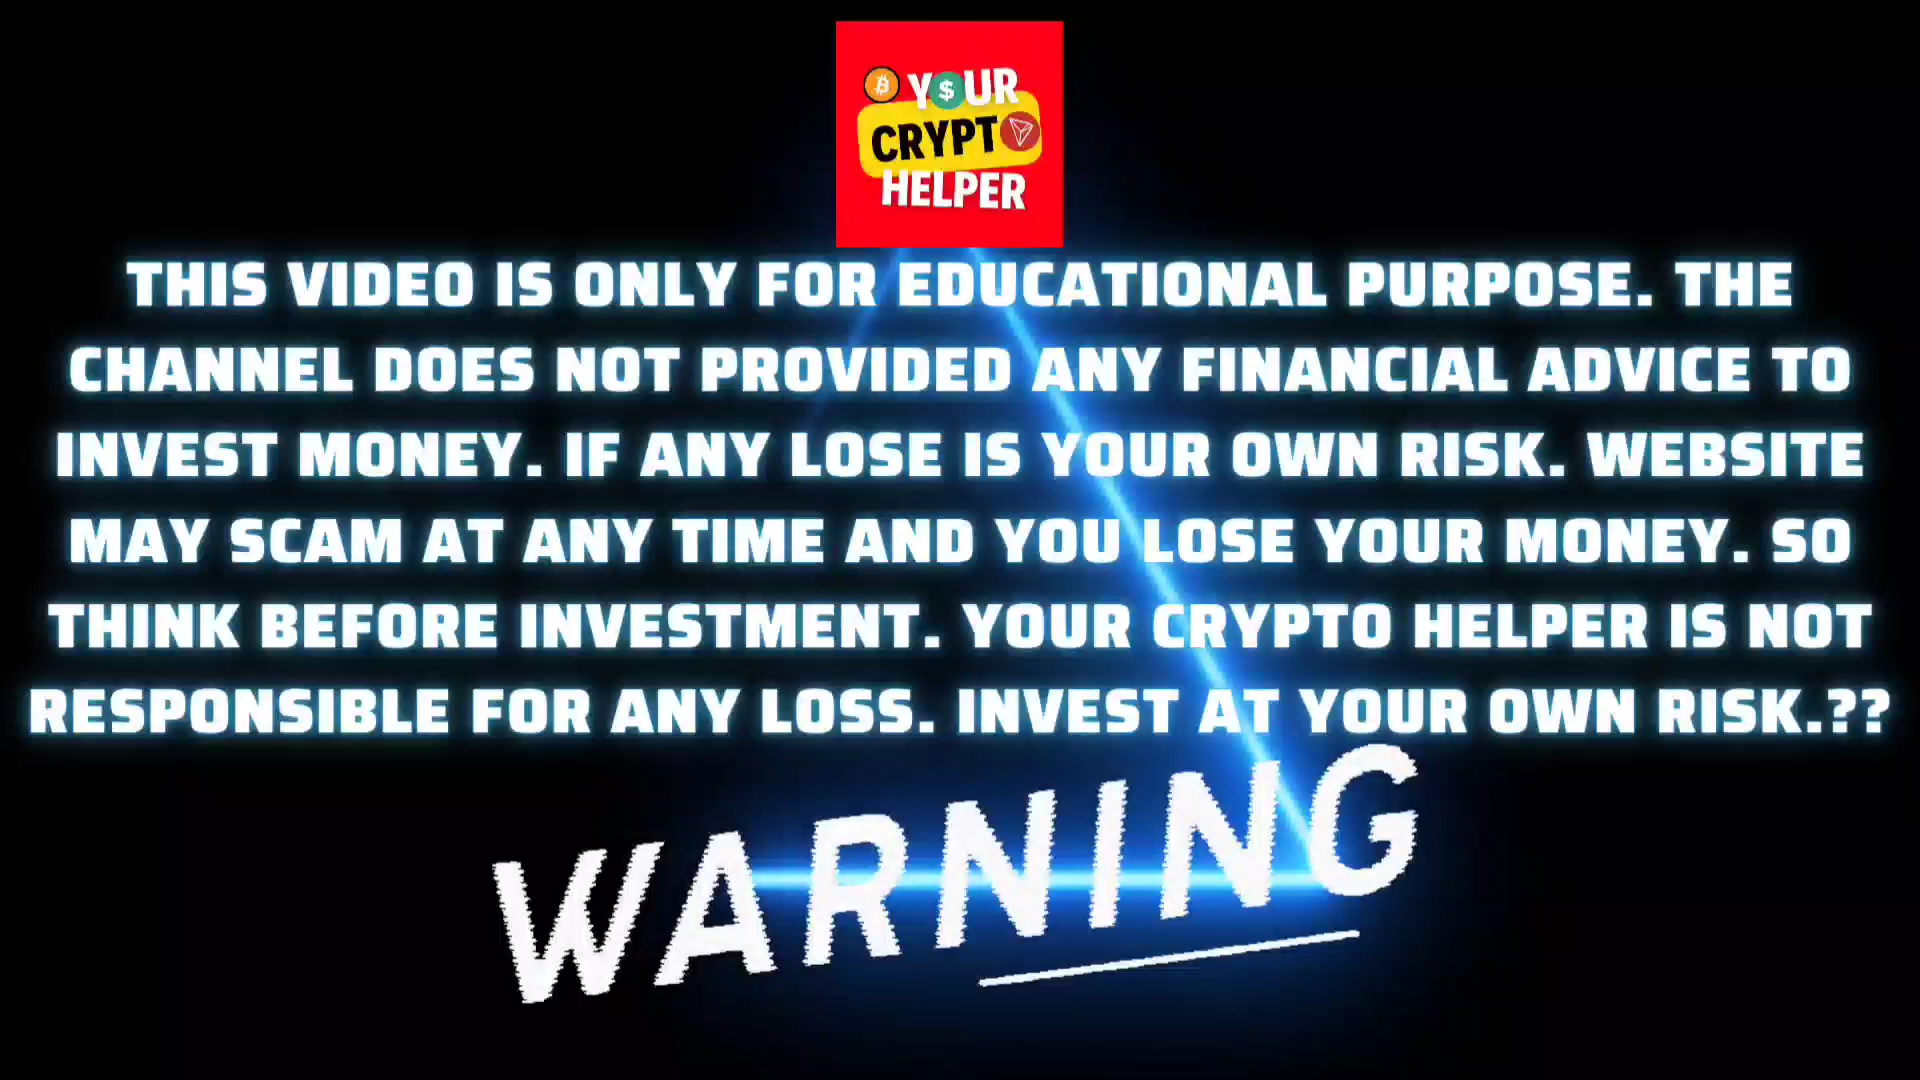 Y$UR
CRYPT
HELPER
THIS VIDEO IS ONLY FOR EDUCATIONAL PURPOSE. THE
CHANNEL DOES NOT PROVIDED ANY FINANCIAL ADVICE TO
INVEST MONEY. IF ANY LOSE IS YOUR OWN RISK. WEBSITE
MAY SCAM AT ANY TIME AND YOU LOSE YOUR MONEY. SO
THINK BEFORE INVESTMENT. YOUR CRYPTO HELPER IS NOT
RESPONSIBLE FOR ANY LOSS. INVEST AT YOUR OWN RISK.??
WARNING